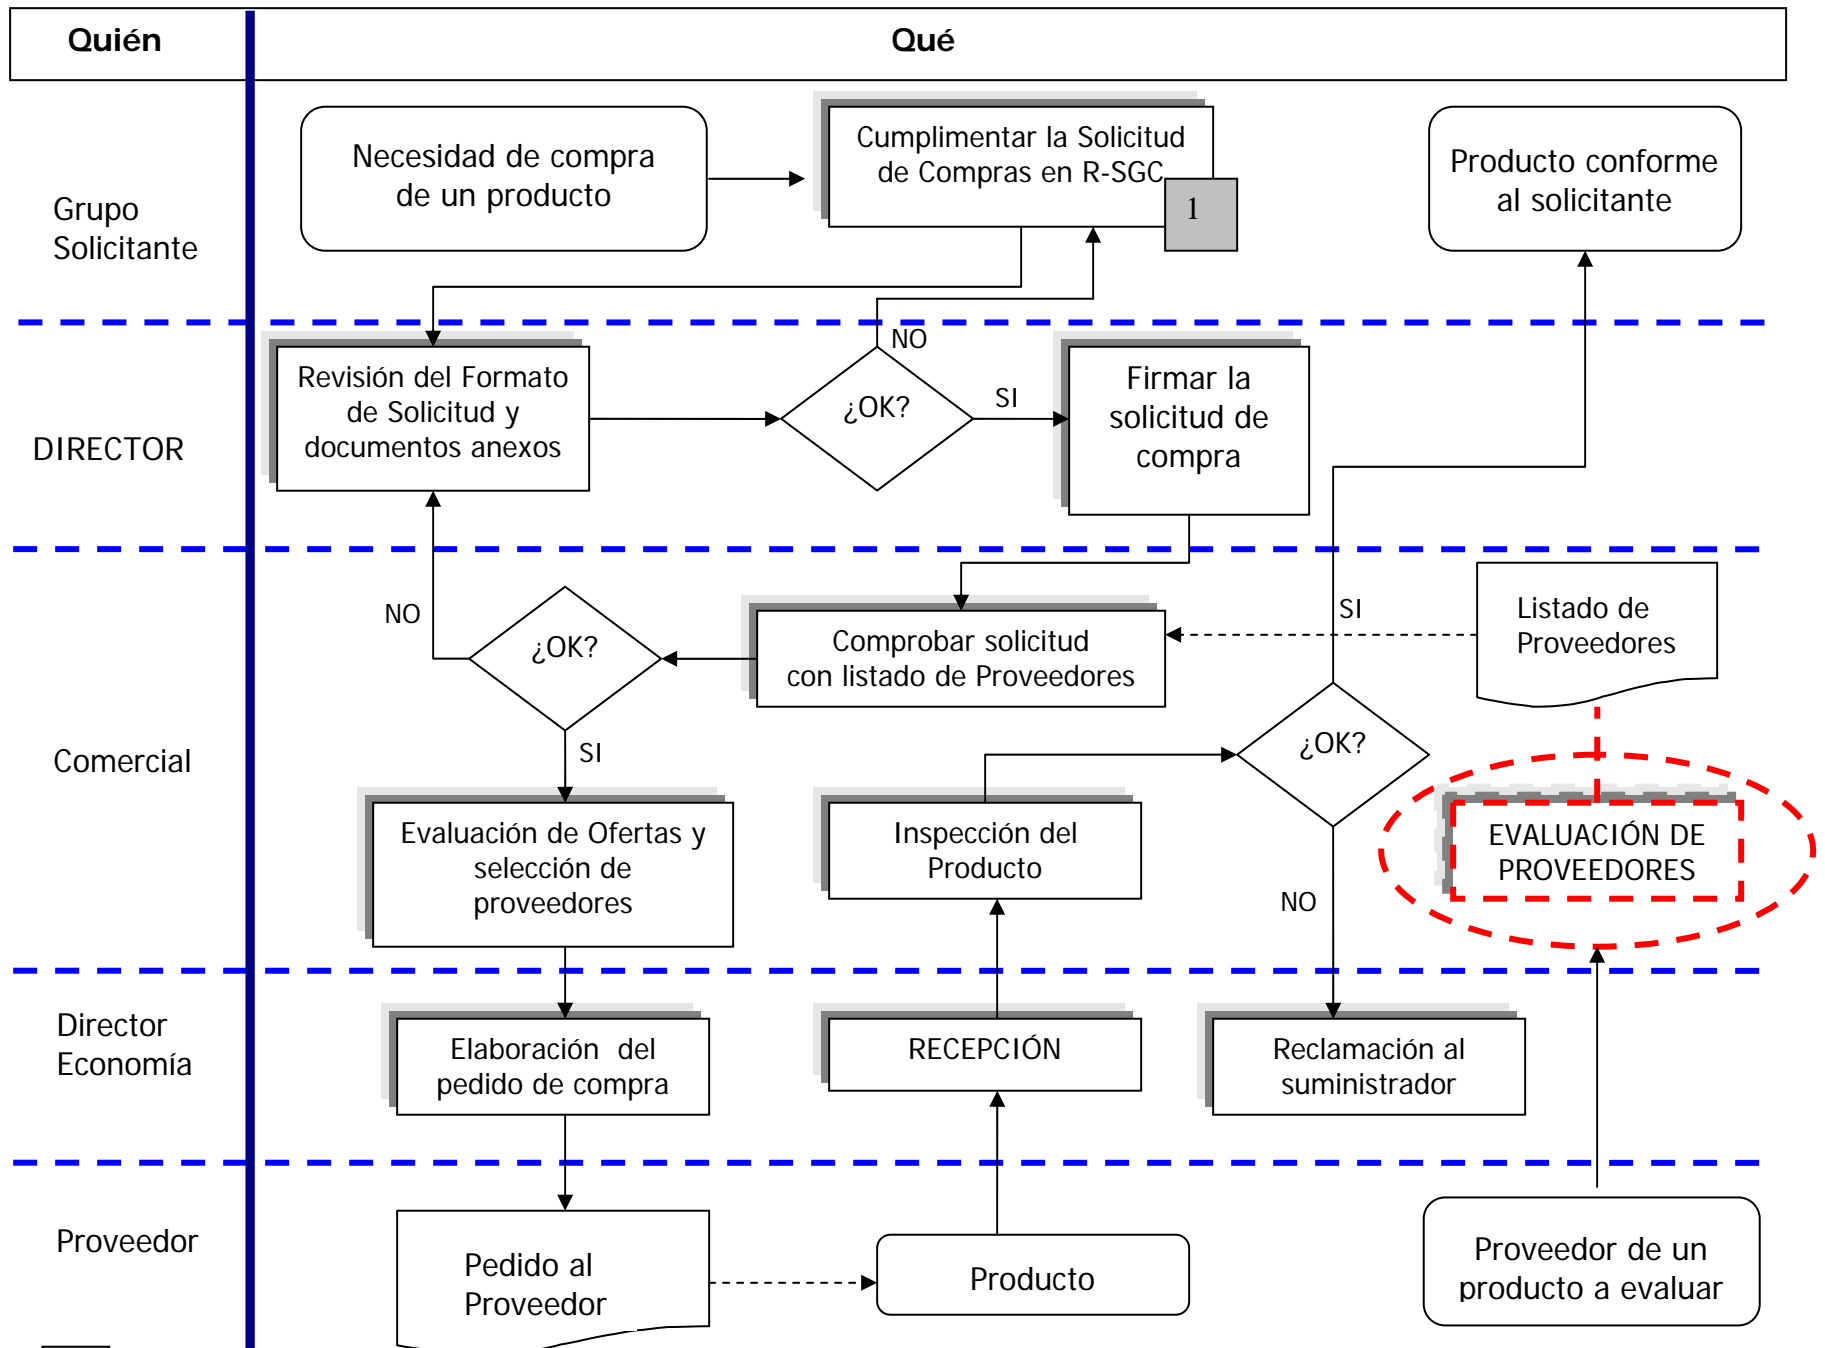 Quién
Qué
Necesidad de compra
de un producto
Cumplimentar la Solicitud
de Compras en R-SGC
1
Producto conforme
al solicitante
Grupo
Solicitante
NO
Revisión del Formato
de Solicitud y
documentos anexos
¿OK?
SI
Firmar la
solicitud de
compra
DIRECTOR
NO
¿OK?
Comprobar solicitud
con listado de Proveedores
SI
Listado de
Proveedores
Comercial
SI
¿OK?
Evaluación de Ofertas y
selección de
proveedores
Inspección del
Producto
NO
EVALUACIÓN DE
PROVEEDORES
Director
Economía
Elaboración  del
pedido de compra
RECEPCIÓN
Reclamación al
suministrador
Proveedor
Pedido al
Proveedor
Producto
Proveedor de un
producto a evaluar